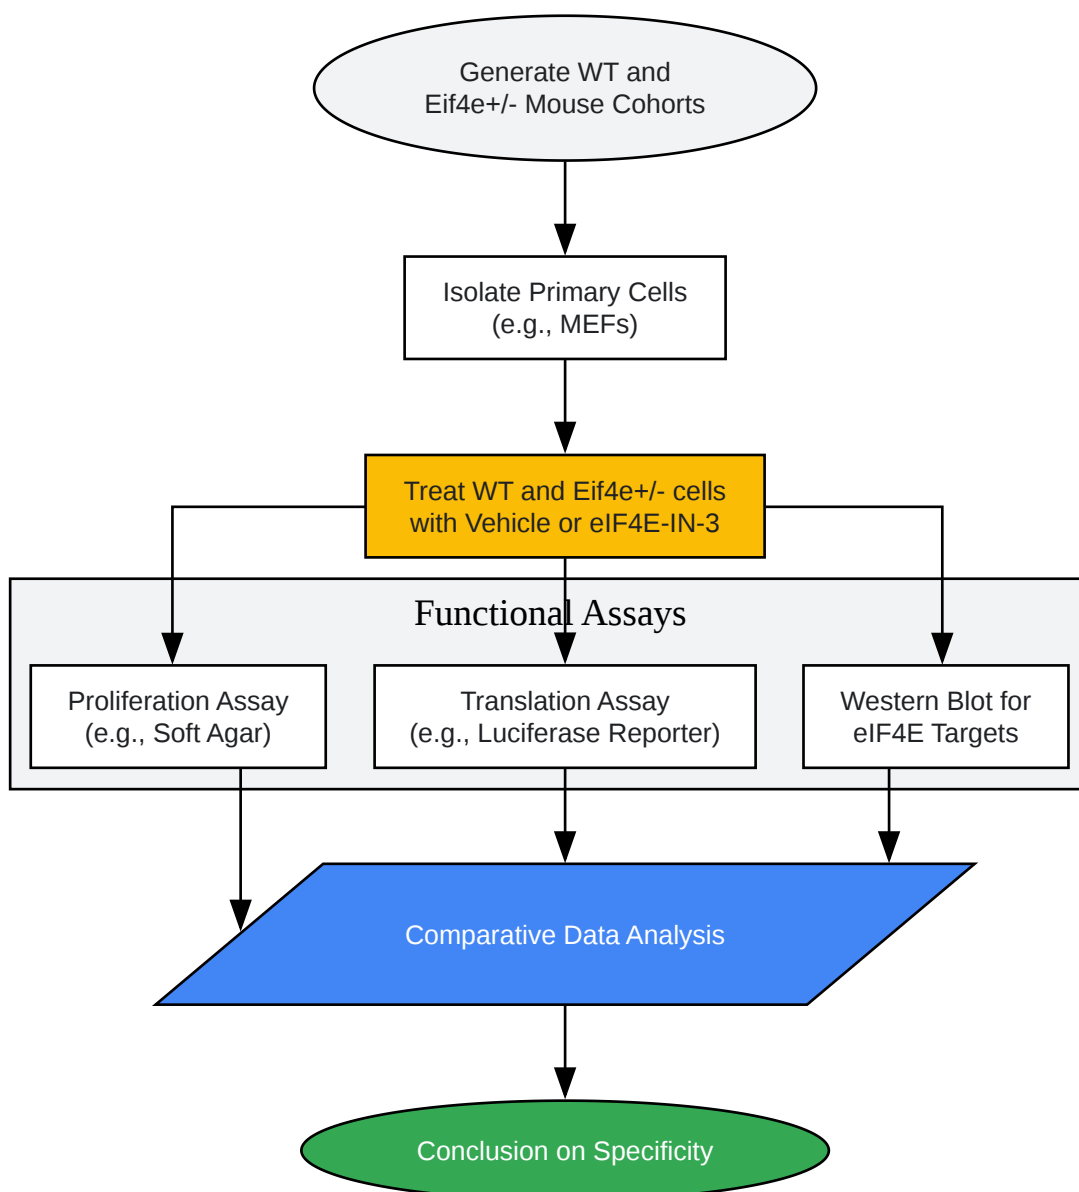 Generate WT and
Eif4e+/- Mouse Cohorts
Isolate Primary Cells
(e.g., MEFs)
Treat WT and Eif4e+/- cells
with Vehicle or eIF4E-IN-3
Functional Assays
Proliferation Assay
(e.g., Soft Agar)
Translation Assay
(e.g., Luciferase Reporter)
Western Blot for
eIF4E Targets
Comparative Data Analysis
Conclusion on Specificity